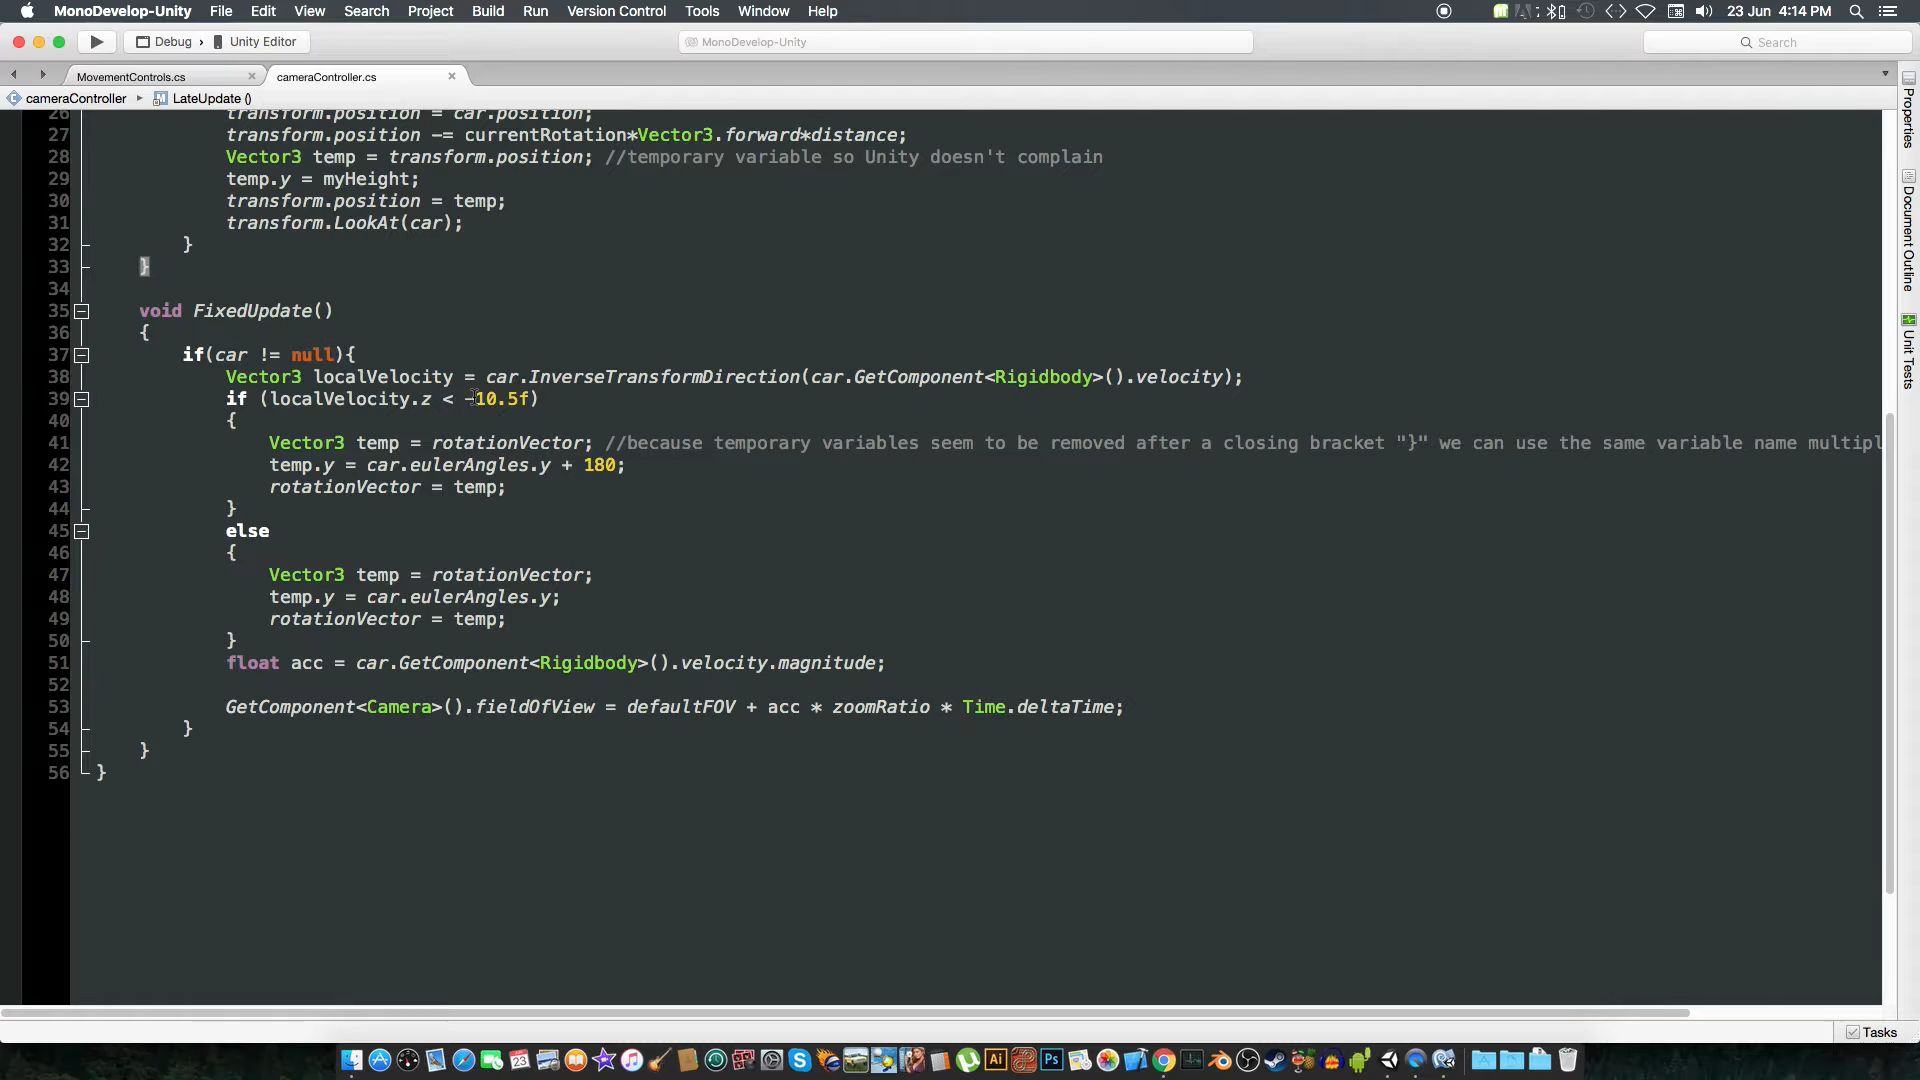 MonoDevelop-Unity File Edit View Search Project Build Run Version Control Tools Window Help 23 Jun 4:14 PM
Debug › Unity Editor MonoDevelop-Unity Search
MovementControls.cs × cameraController.cs ×
cameraController ▸ LateUpdate ()
26 transform.position = car.position;
27 transform.position -= currentRotation*Vector3.forward*distance;
28 Vector3 temp = transform.position; //temporary variable so Unity doesn't complain
29 temp.y = myHeight;
30 transform.position = temp;
31 transform.LookAt(car);
32 }
33 }
34
35 void FixedUpdate()
36 {
37 if(car != null){
38 Vector3 localVelocity = car.InverseTransformDirection(car.GetComponent<Rigidbody>().velocity);
39 if (localVelocity.z < -10.5f)
40 {
41 Vector3 temp = rotationVector; //because temporary variables seem to be removed after a closing bracket "}" we can use the same variable name multipl
42 temp.y = car.eulerAngles.y + 180;
43 rotationVector = temp;
44 }
45 else
46 {
47 Vector3 temp = rotationVector;
48 temp.y = car.eulerAngles.y;
49 rotationVector = temp;
50 }
51 float acc = car.GetComponent<Rigidbody>().velocity.magnitude;
52
53 GetComponent<Camera>().fieldOfView = defaultFOV + acc * zoomRatio * Time.deltaTime;
54 }
55 }
56 }
Properties
Document Outline
Unit Tests
Tasks